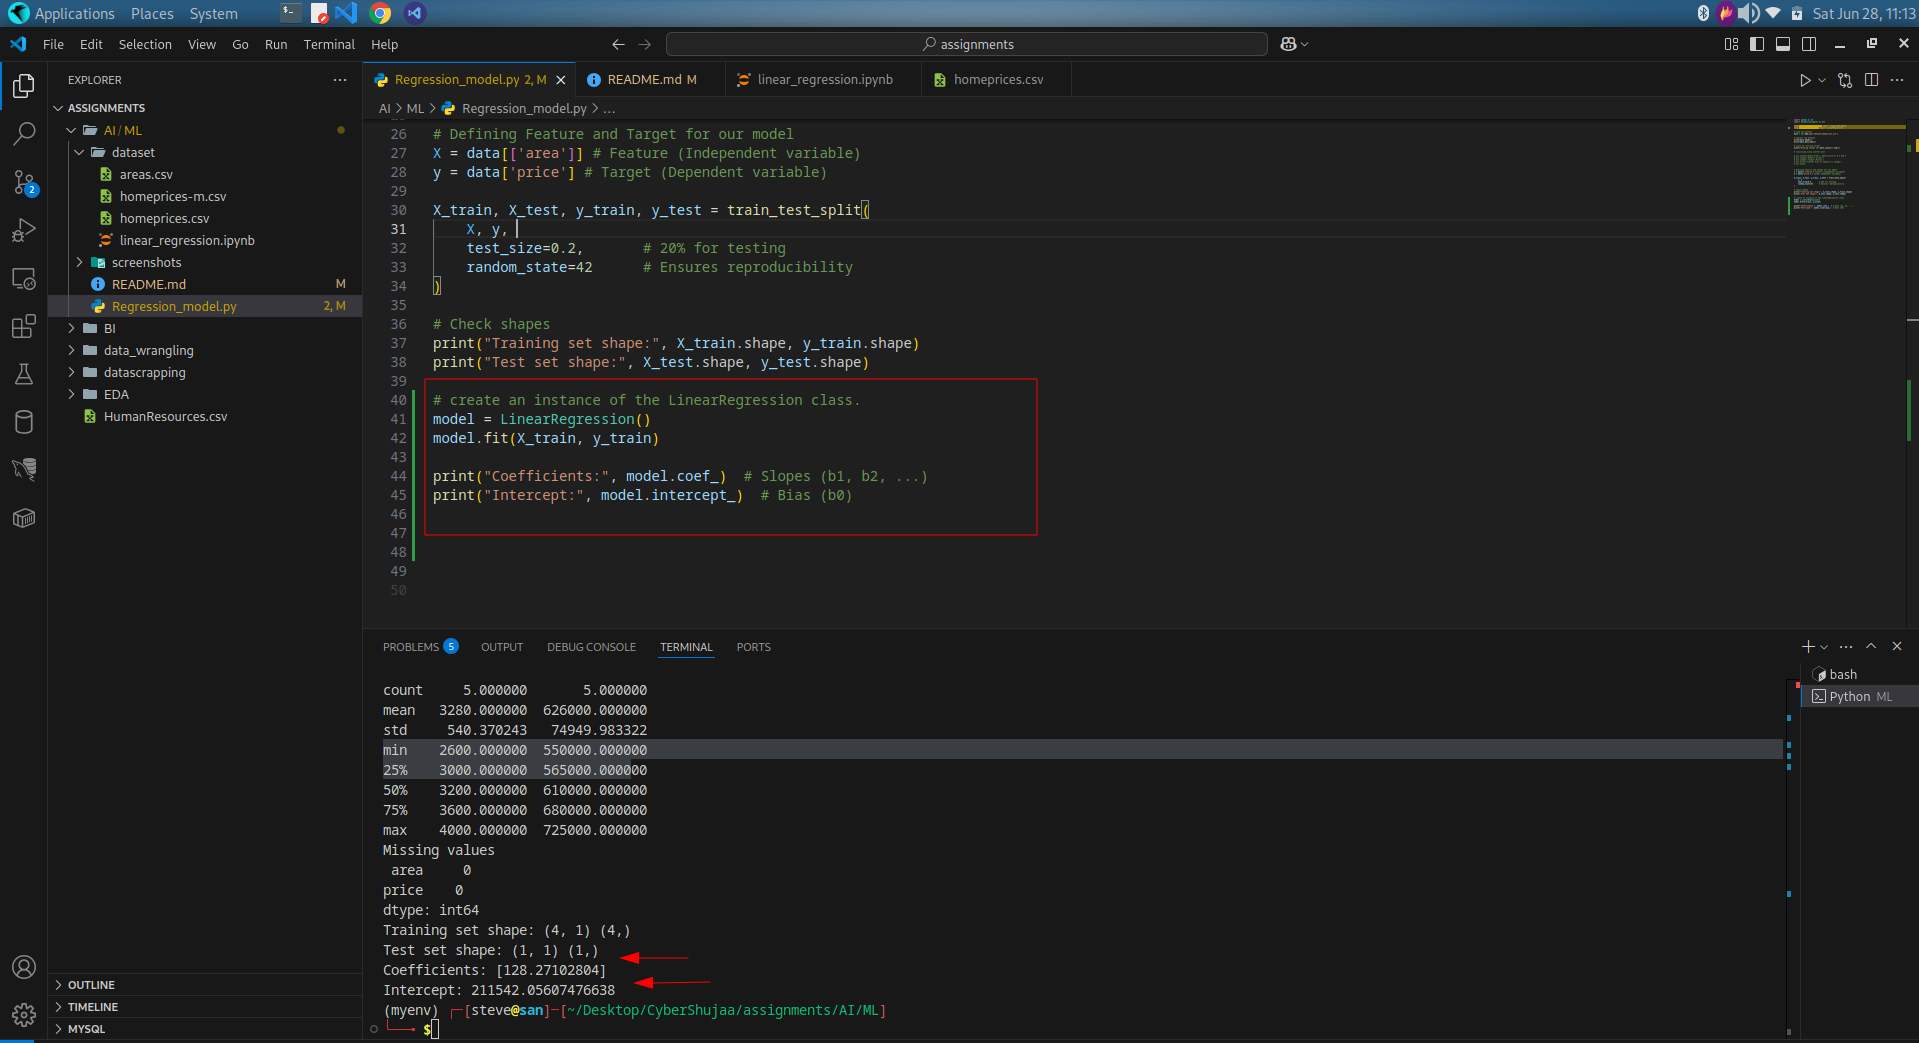 Applications Places System
Sat Jun 28, 11:13
File Edit Selection View Go Run Terminal Help
assignments
EXPLORER
ASSIGNMENTS
AI / ML
dataset
areas.csv
homeprices-m.csv
homeprices.csv
linear_regression.ipynb
screenshots
README.md M
Regression_model.py 2, M
BI
data_wrangling
datascrapping
EDA
HumanResources.csv
OUTLINE
TIMELINE
MYSQL
2
Regression_model.py 2, M
README.md M
linear_regression.ipynb
homeprices.csv
AI > ML > Regression_model.py > ...
26 # Defining Feature and Target for our model
27 X = data[['area']] # Feature (Independent variable)
28 y = data['price'] # Target (Dependent variable)
29
30 X_train, X_test, y_train, y_test = train_test_split(
31 X, y,
32 test_size=0.2, # 20% for testing
33 random_state=42 # Ensures reproducibility
34 )
35
36 # Check shapes
37 print("Training set shape:", X_train.shape, y_train.shape)
38 print("Test set shape:", X_test.shape, y_test.shape)
39
40 # create an instance of the LinearRegression class.
41 model = LinearRegression()
42 model.fit(X_train, y_train)
43
44 print("Coefficients:", model.coef_) # Slopes (b1, b2, ...)
45 print("Intercept:", model.intercept_) # Bias (b0)
46
47
48
49
50
PROBLEMS 5 OUTPUT DEBUG CONSOLE TERMINAL PORTS
bash
Python ML
count 5.000000 5.000000
mean 3280.000000 626000.000000
std 540.370243 74949.983322
min 2600.000000 550000.000000
25% 3000.000000 565000.000000
50% 3200.000000 610000.000000
75% 3600.000000 680000.000000
max 4000.000000 725000.000000
Missing values
area 0
price 0
dtype: int64
Training set shape: (4, 1) (4,)
Test set shape: (1, 1) (1,)
Coefficients: [128.27102804]
Intercept: 211542.05607476638
(myenv) ┌─[steve@san]─[~/Desktop/CyberShujaa/assignments/AI/ML]
└──╼ $